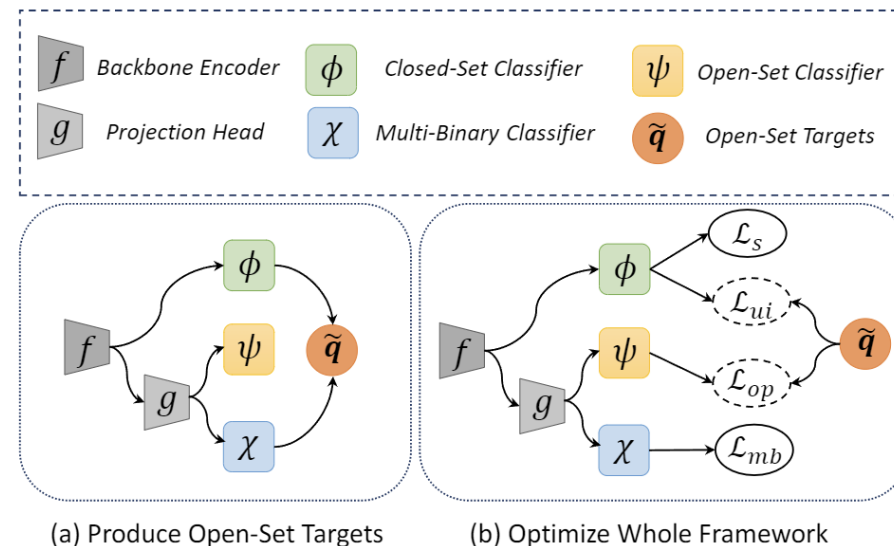 f Backbone Encoder ϕ Closed-Set Classifier ψ Open-Set Classifier
g Projection Head χ Multi-Binary Classifier q̃ Open-Set Targets
ϕ
f
ψ
q̃
g
χ
(a) Produce Open-Set Targets
ϕ
ℒs
ℒui
f
ψ
q̃
ℒop
g
χ
ℒmb
(b) Optimize Whole Framework